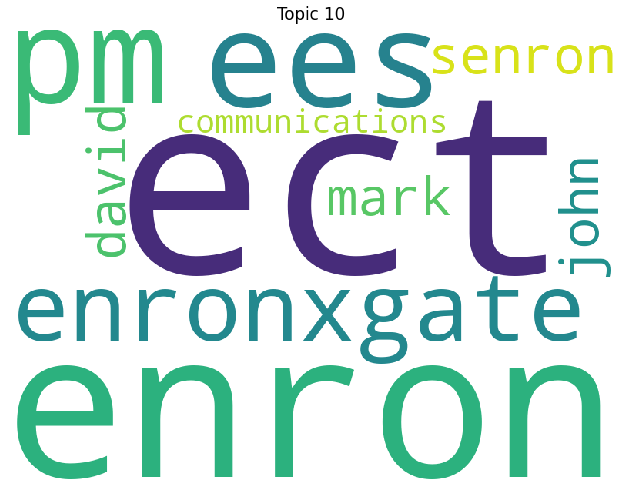 Topic 10
pm ees senron
communications
david ect mark john
enronxgate
enron